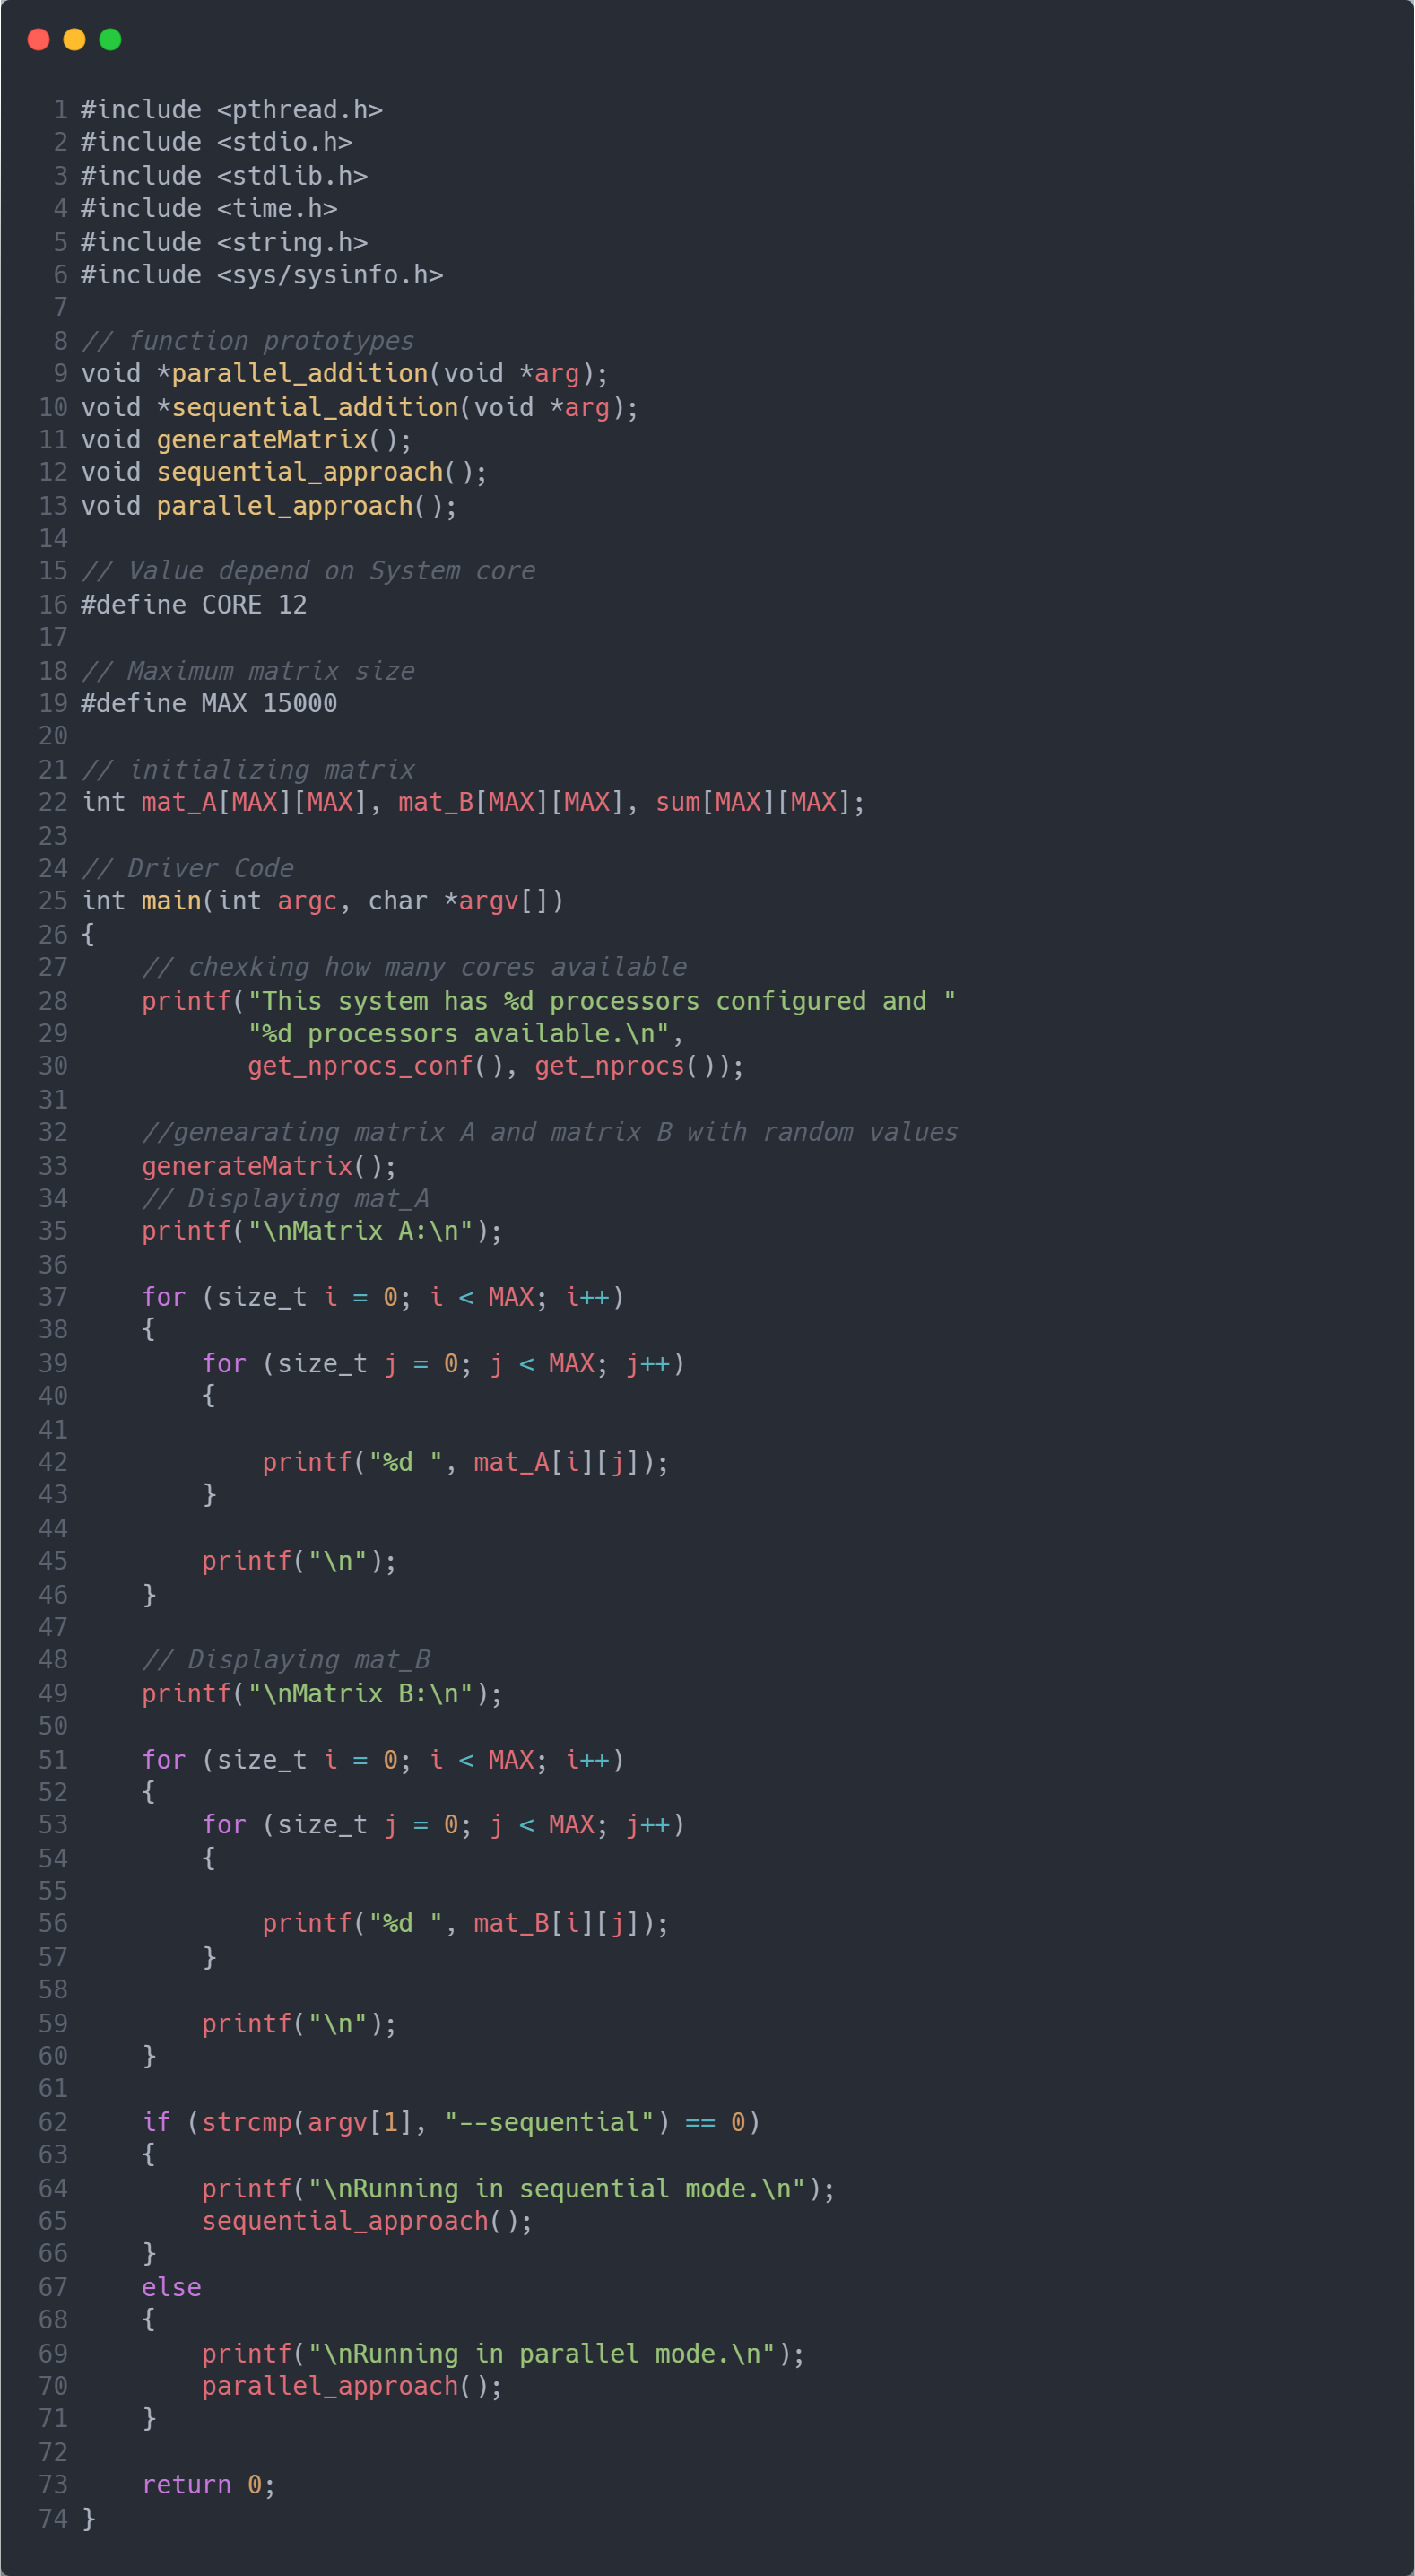 1 #include <pthread.h>
2 #include <stdio.h>
3 #include <stdlib.h>
4 #include <time.h>
5 #include <string.h>
6 #include <sys/sysinfo.h>
7
8 // function prototypes
9 void *parallel_addition(void *arg);
10 void *sequential_addition(void *arg);
11 void generateMatrix();
12 void sequential_approach();
13 void parallel_approach();
14
15 // Value depend on System core
16 #define CORE 12
17
18 // Maximum matrix size
19 #define MAX 15000
20
21 // initializing matrix
22 int mat_A[MAX][MAX], mat_B[MAX][MAX], sum[MAX][MAX];
23
24 // Driver Code
25 int main(int argc, char *argv[])
26 {
27     // chexking how many cores available
28     printf("This system has %d processors configured and "
29            "%d processors available.\n",
30            get_nprocs_conf(), get_nprocs());
31
32     //genearating matrix A and matrix B with random values
33     generateMatrix();
34     // Displaying mat_A
35     printf("\nMatrix A:\n");
36
37     for (size_t i = 0; i < MAX; i++)
38     {
39         for (size_t j = 0; j < MAX; j++)
40         {
41
42             printf("%d ", mat_A[i][j]);
43         }
44
45         printf("\n");
46     }
47
48     // Displaying mat_B
49     printf("\nMatrix B:\n");
50
51     for (size_t i = 0; i < MAX; i++)
52     {
53         for (size_t j = 0; j < MAX; j++)
54         {
55
56             printf("%d ", mat_B[i][j]);
57         }
58
59         printf("\n");
60     }
61
62     if (strcmp(argv[1], "--sequential") == 0)
63     {
64         printf("\nRunning in sequential mode.\n");
65         sequential_approach();
66     }
67     else
68     {
69         printf("\nRunning in parallel mode.\n");
70         parallel_approach();
71     }
72
73     return 0;
74 }